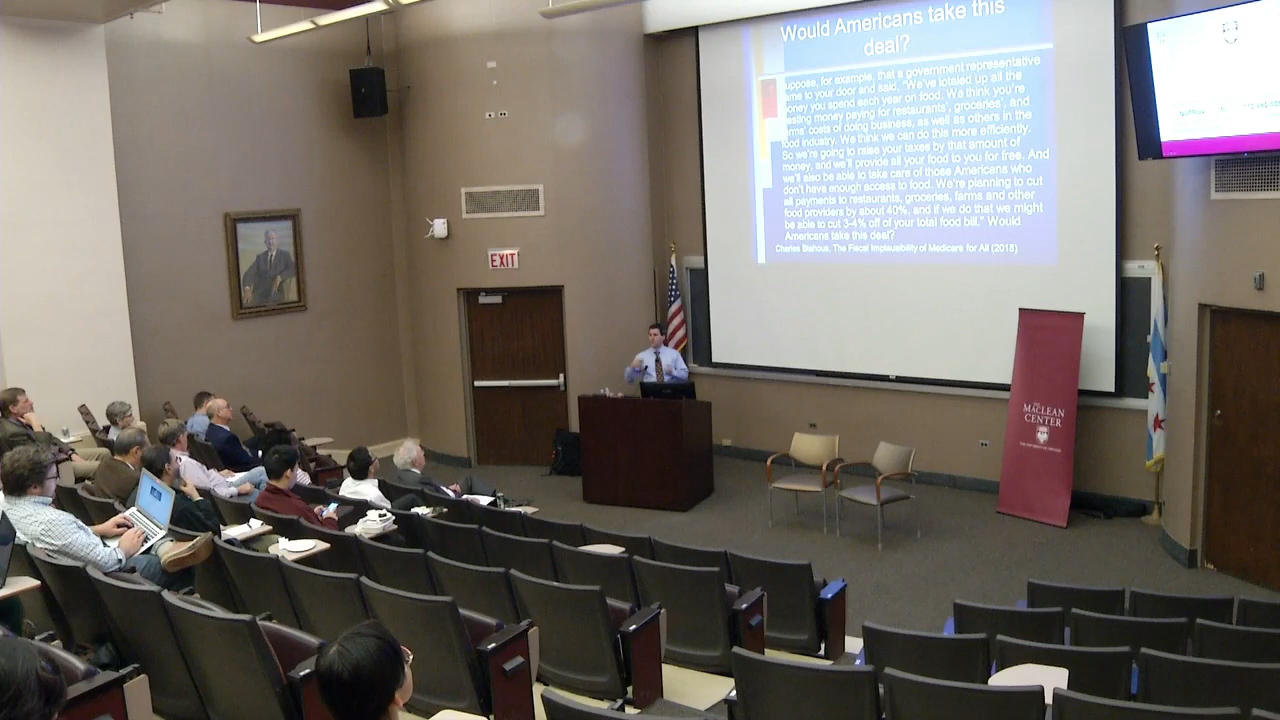 Would Americans take this
deal?
uppose, for example, that a government representative
ame to your door and said, "We've totaled up all the
oney you spend each year on food. We think you're
asting money paying for restaurants', groceries', and
rms' costs of doing business, as well as others in the
food industry. We think we can do this more efficiently.
So we're going to raise your taxes by that amount of
money, and we'll provide all your food to you for free. And
we'll also be able to take care of those Americans who
don't have enough access to food. We're planning to cut
all payments to restaurants, groceries, farms and other
food providers by about 40%, and if we do that we might
be able to cut 3-4% off of your total food bill." Would
Americans take this deal?
Charles Blahous, The Fiscal Implausibility of Medicare for All (2018)
EXIT
THE
MACLEAN
CENTER